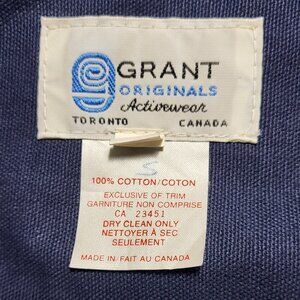 GRANT
ORIGINALS
Activewear
TORONTO CANADA
S
100% COTTON/COTON
EXCLUSIVE OF TRIM
GARNITURE NON COMPRISE
CA 23451
DRY CLEAN ONLY
NETTOYER À SEC
SEULEMENT
MADE IN/FAIT AU CANADA